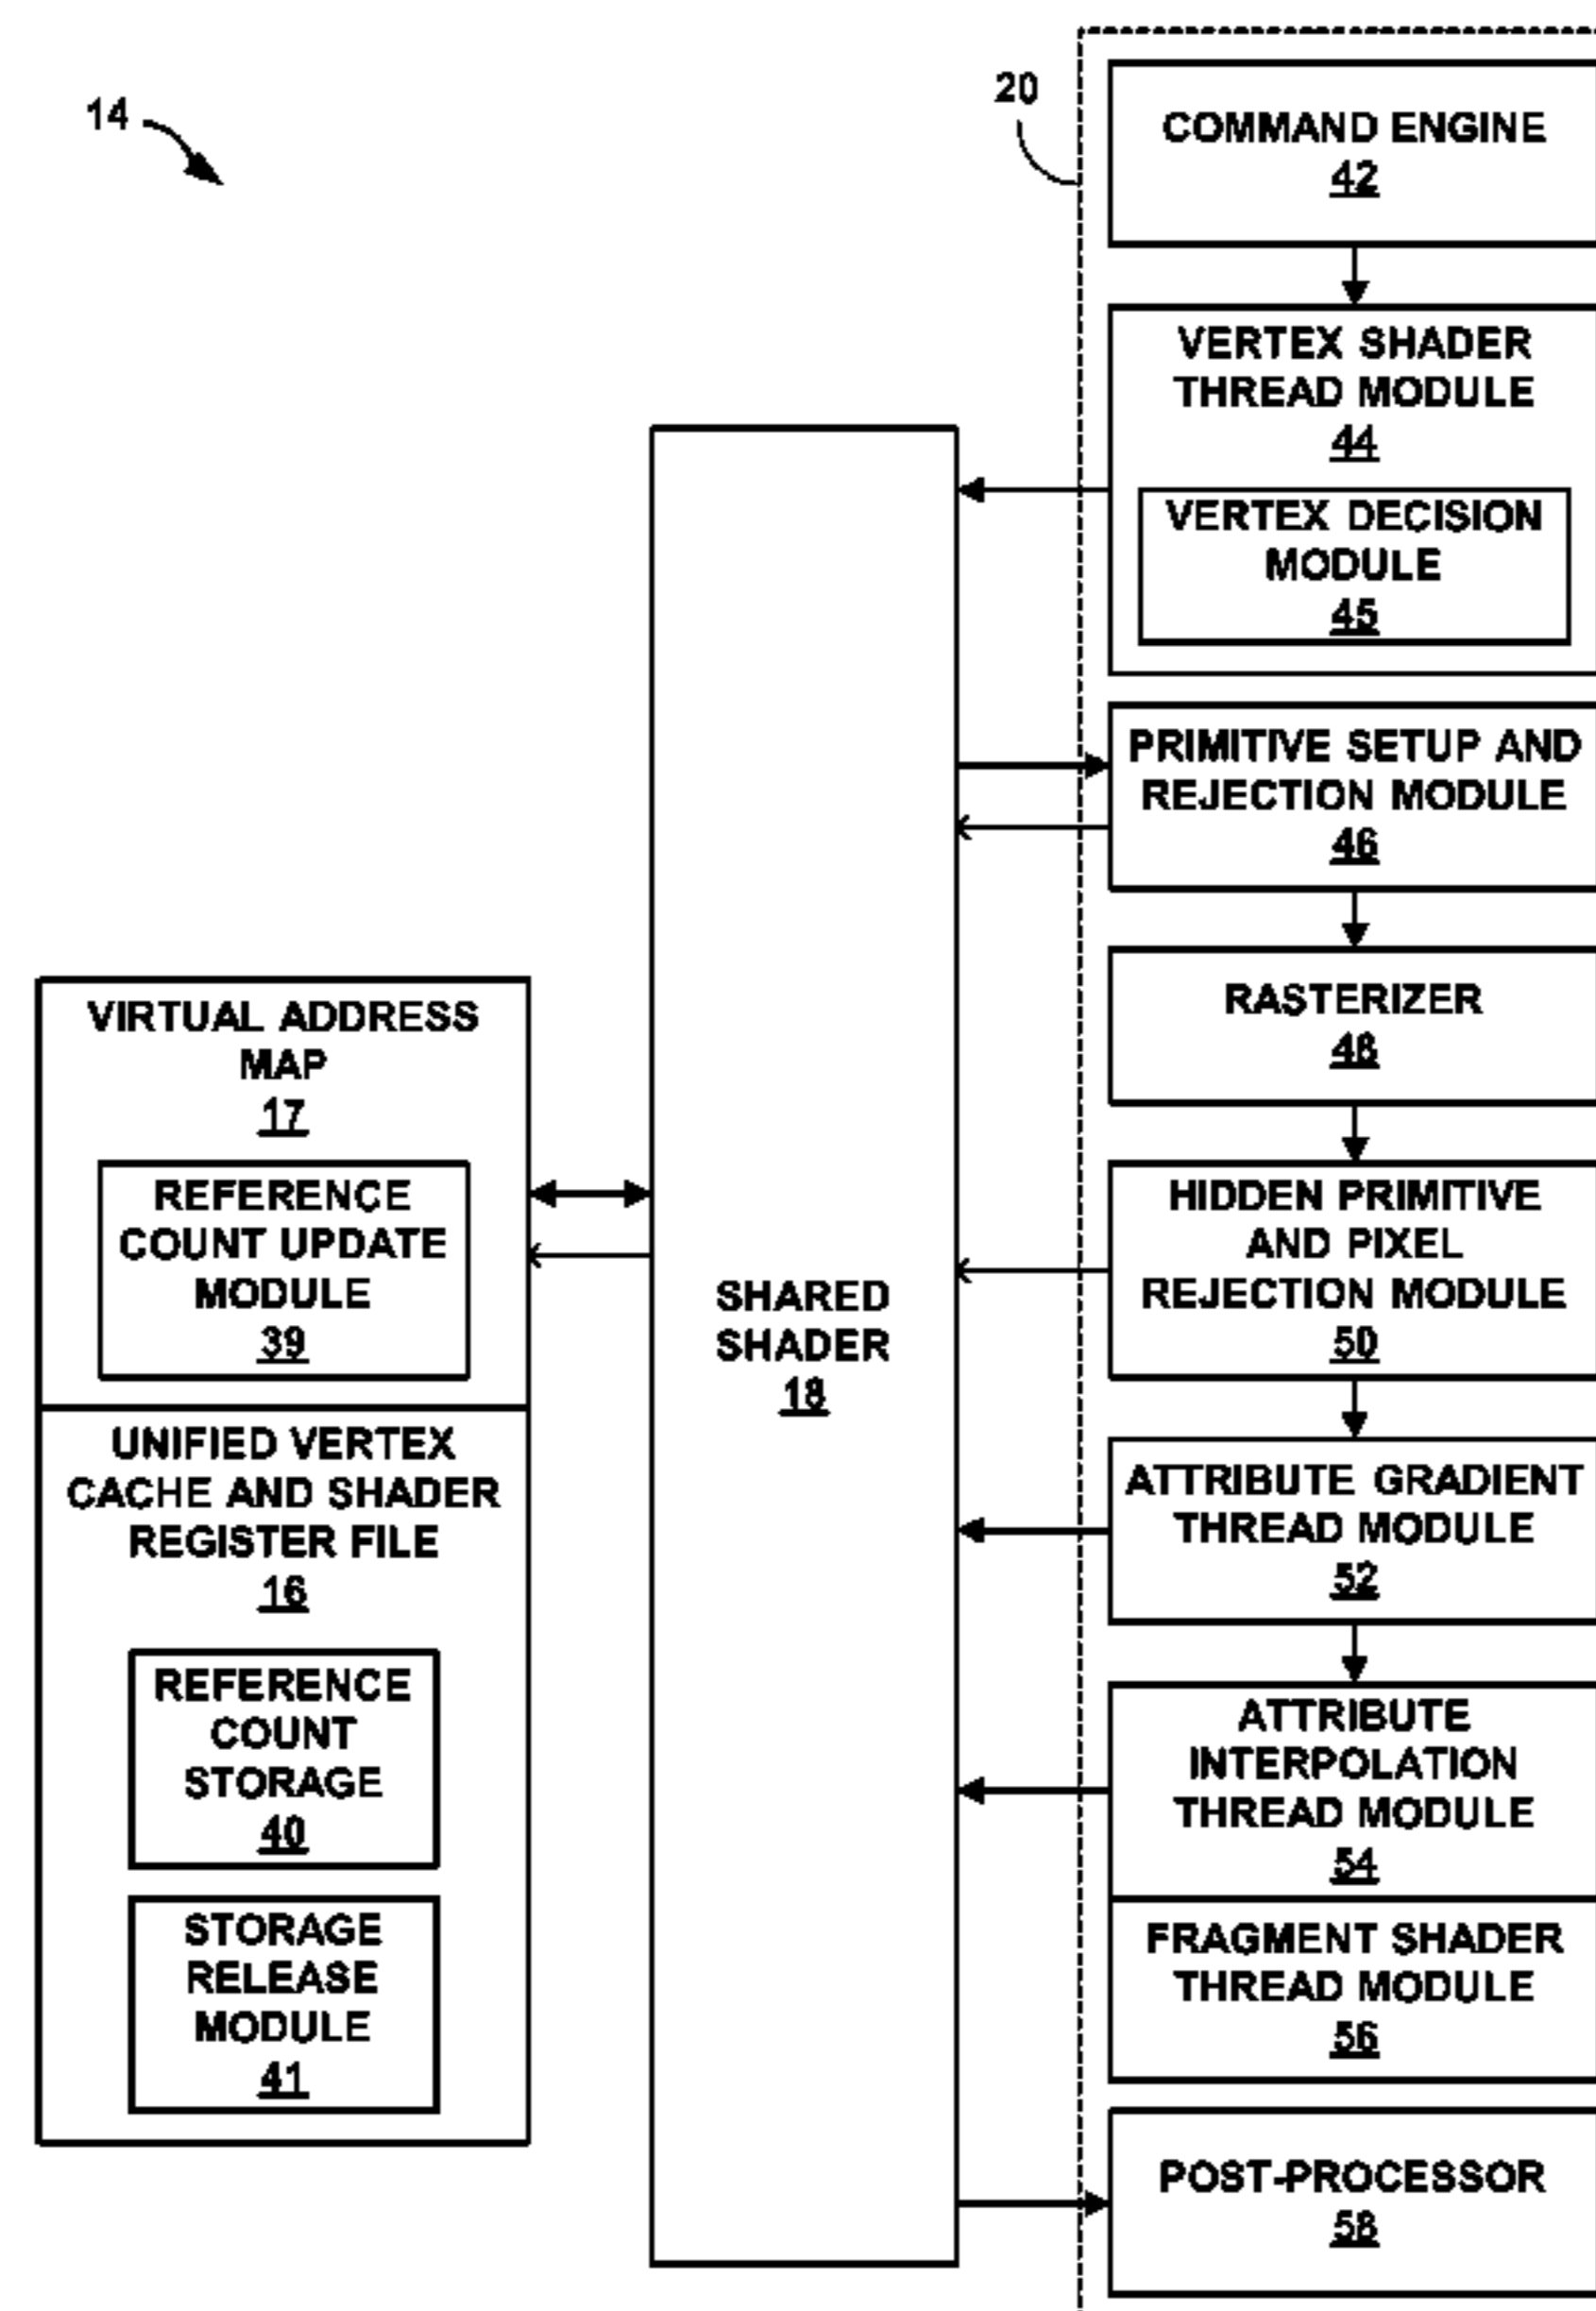 14
20
COMMAND ENGINE
42
VERTEX SHADER
THREAD MODULE
44
VERTEX DECISION
MODULE
45
PRIMITIVE SETUP AND
REJECTION MODULE
46
RASTERIZER
48
HIDDEN PRIMITIVE
AND PIXEL
REJECTION MODULE
50
ATTRIBUTE GRADIENT
THREAD MODULE
52
ATTRIBUTE
INTERPOLATION
THREAD MODULE
54
FRAGMENT SHADER
THREAD MODULE
56
POST-PROCESSOR
58
SHARED
SHADER
18
VIRTUAL ADDRESS
MAP
17
REFERENCE
COUNT UPDATE
MODULE
39
UNIFIED VERTEX
CACHE AND SHADER
REGISTER FILE
16
REFERENCE
COUNT
STORAGE
40
STORAGE
RELEASE
MODULE
41